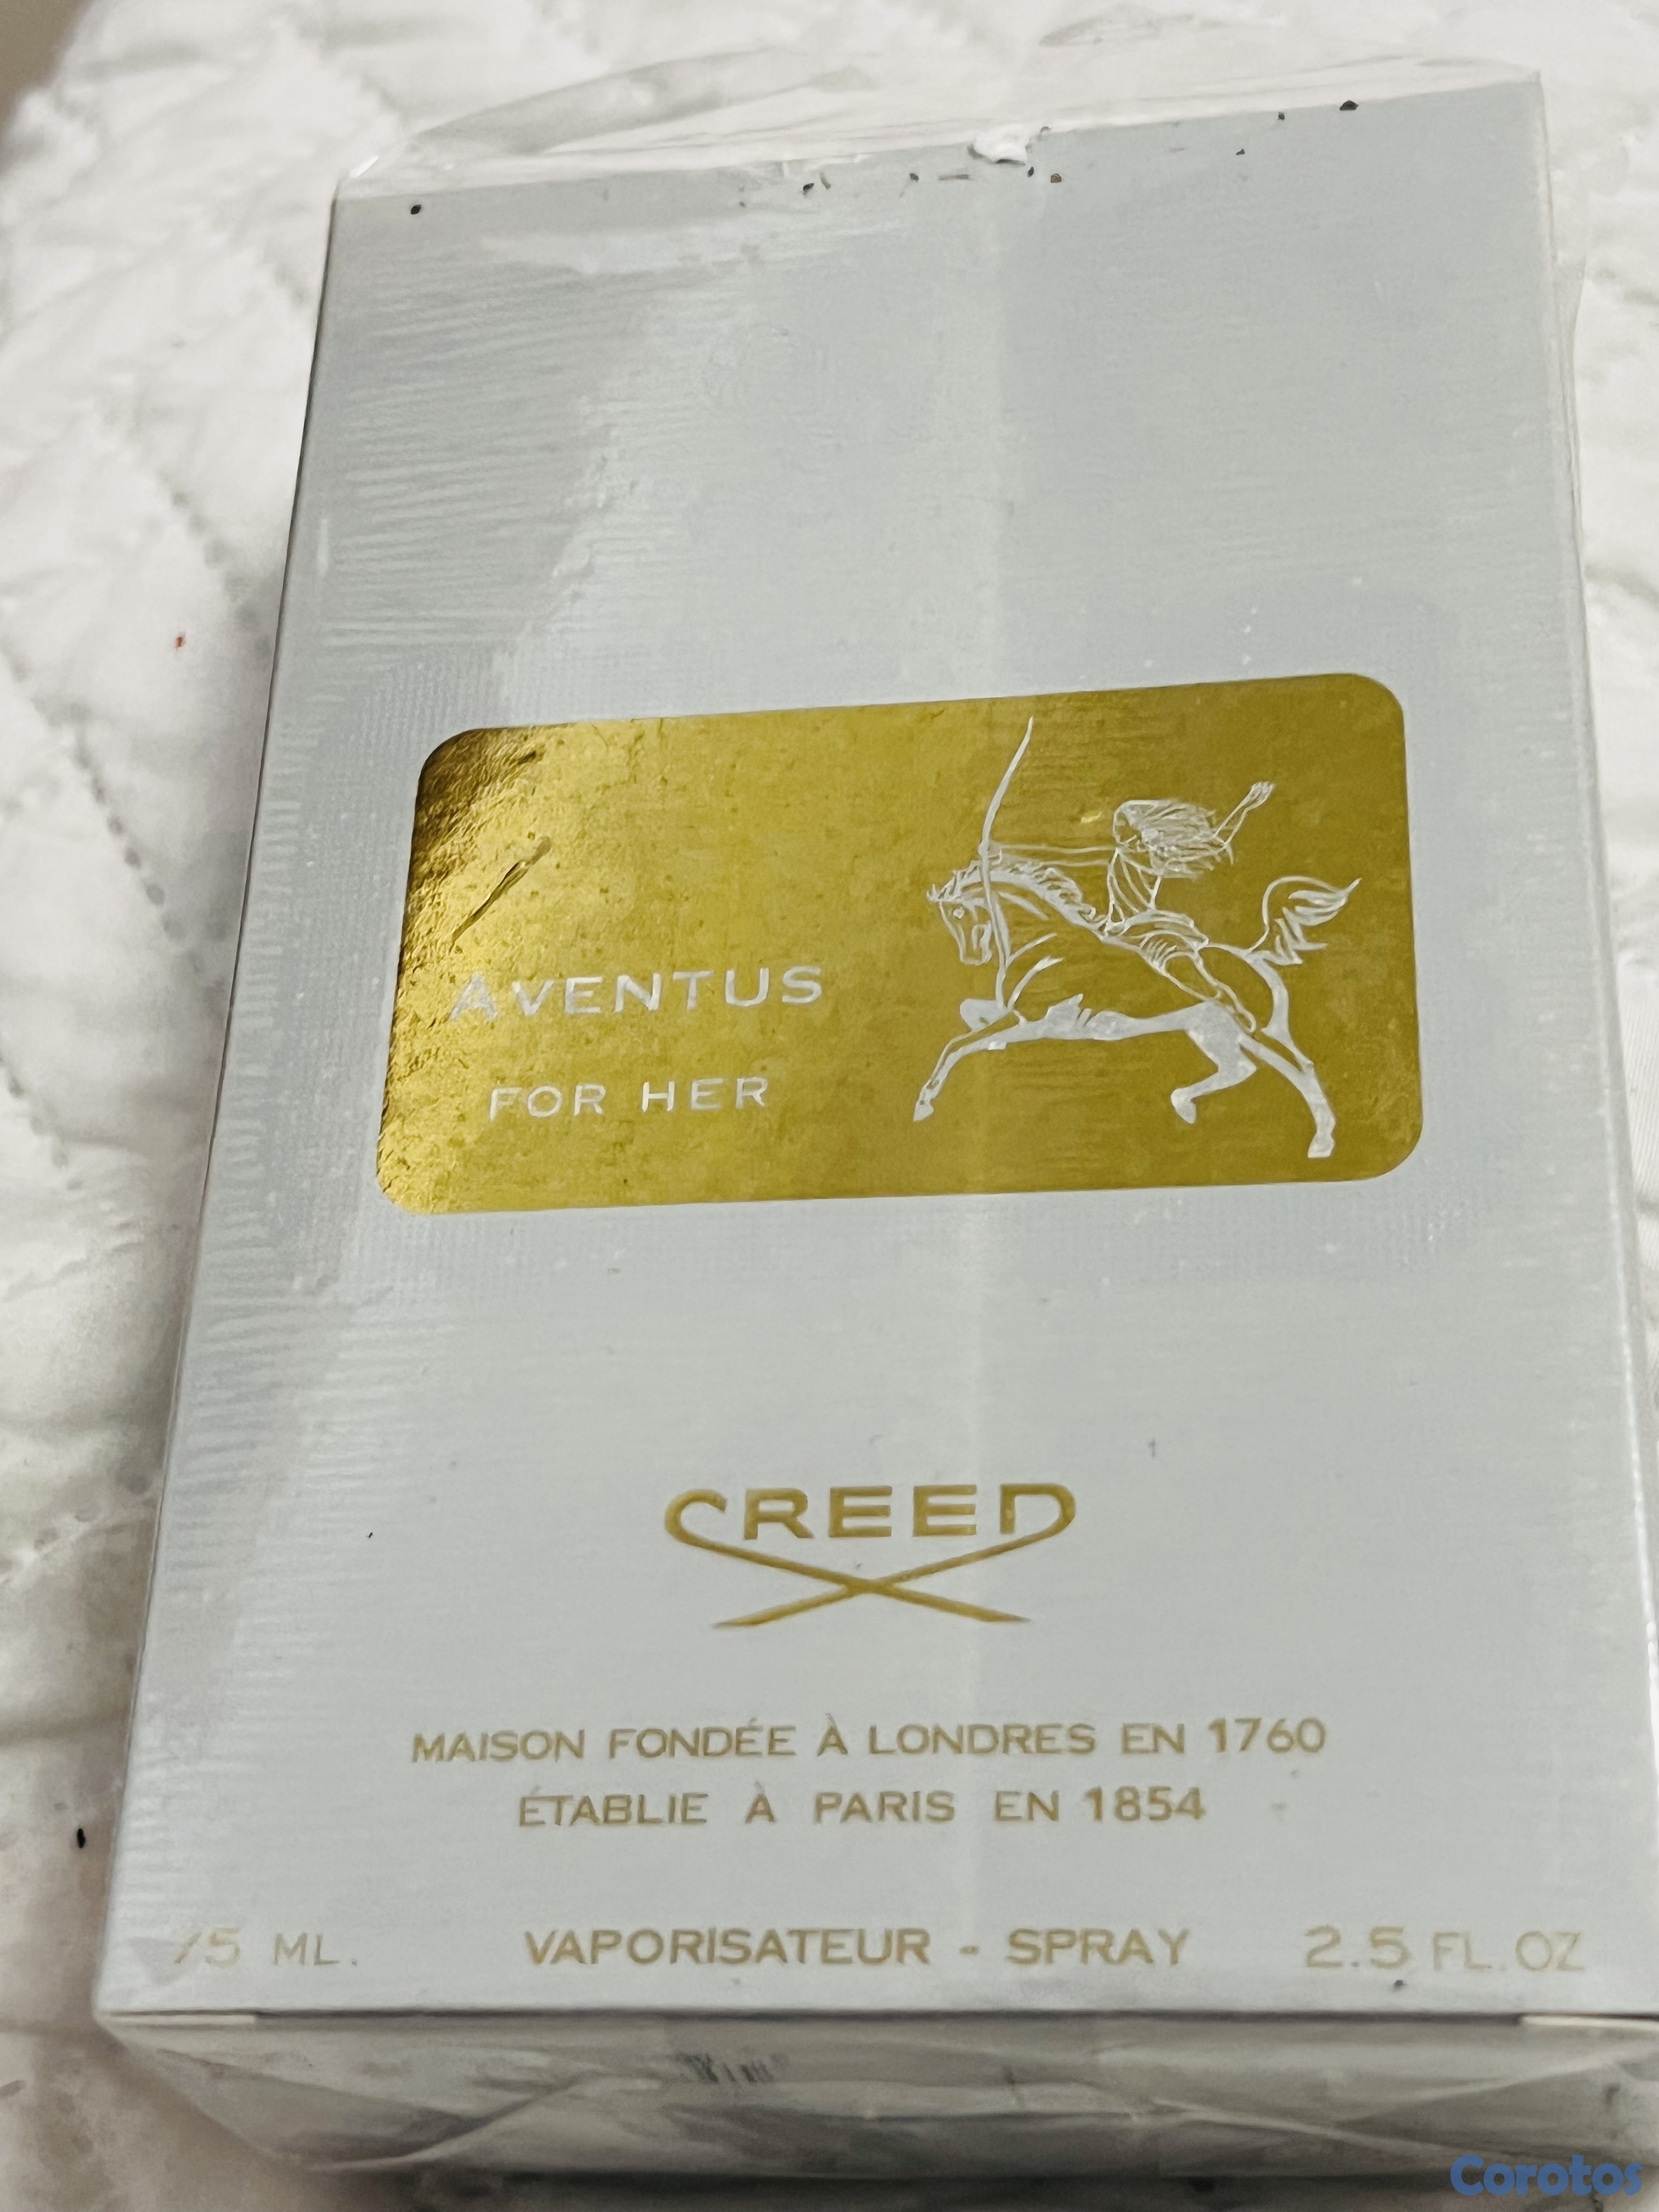 AVENTUS
FOR HER
CREED
MAISON FONDÉE À LONDRES EN 1760
ÉTABLIE À PARIS EN 1854
75 ML. VAPORISATEUR - SPRAY 2.5 FL. OZ
Corotos